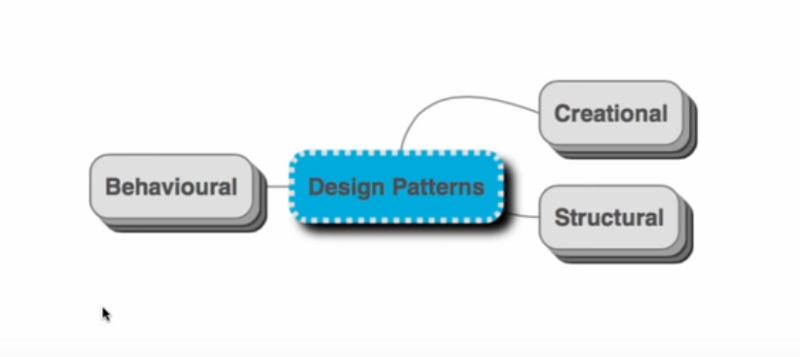 Creational
Behavioural
Design Patterns
Structural